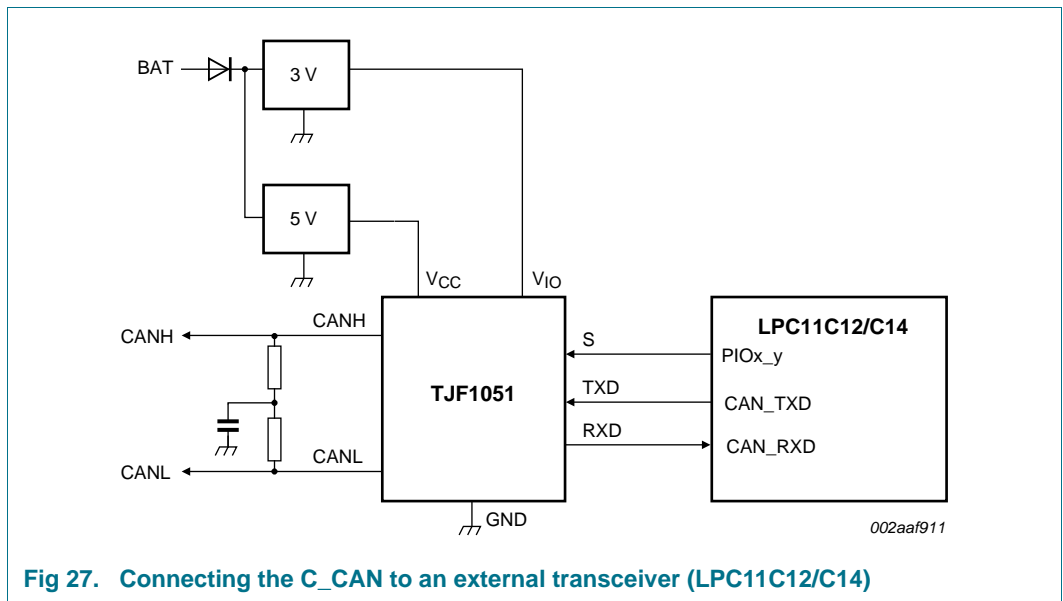 BAT
3 V
5 V
VCC
VIO
CANH
CANH
S
LPC11C12/C14
PIOx_y
TJF1051
TXD
CAN_TXD
RXD
CAN_RXD
CANL
CANL
GND
002aaf911
Fig 27. Connecting the C_CAN to an external transceiver (LPC11C12/C14)